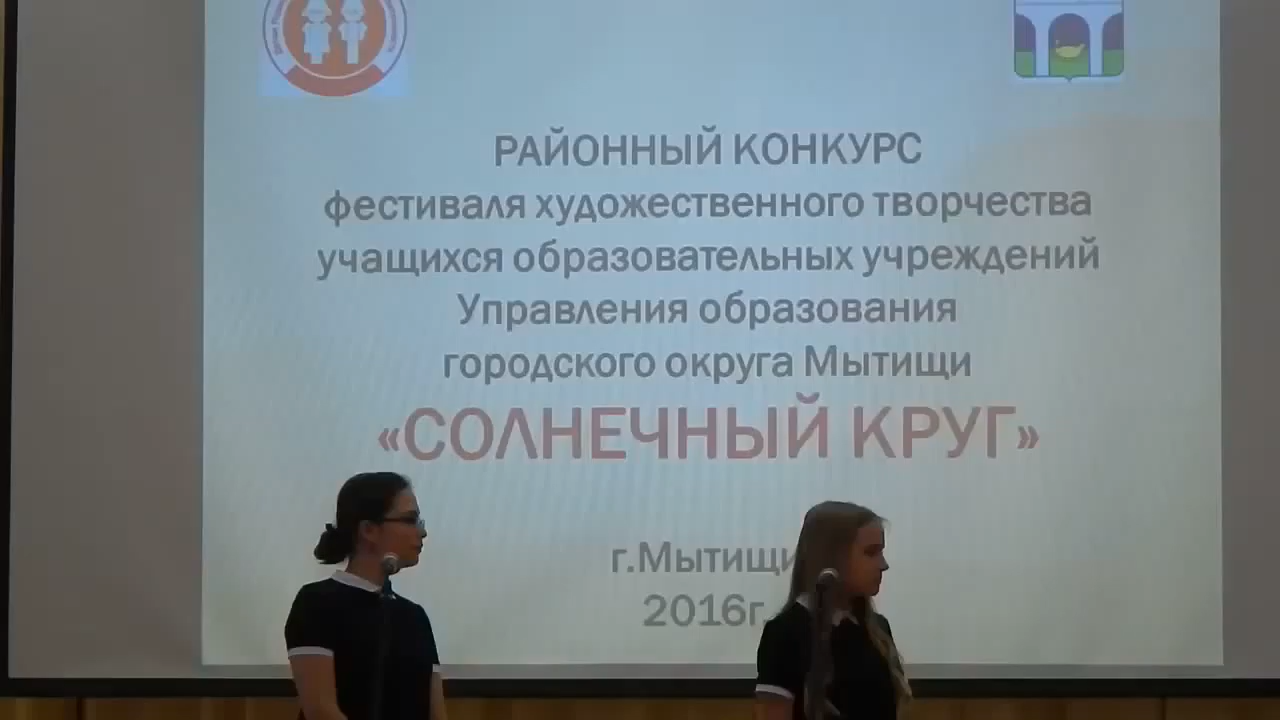 РАЙОННЫЙ КОНКУРС
фестиваля художественного творчества
учащихся образовательных учреждений
Управления образования
городского округа Мытищи
«СОЛНЕЧНЫЙ КРУГ»
г.Мытищи
2016г.